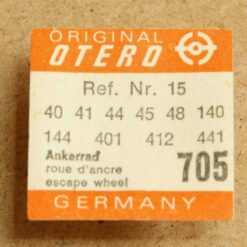 ORIGINAL
OTERO
Ref. Nr. 15
40 41 44 45 48 140
144 401 412 441
Ankerrad
roue d'ancre
escape wheel
705
GERMANY